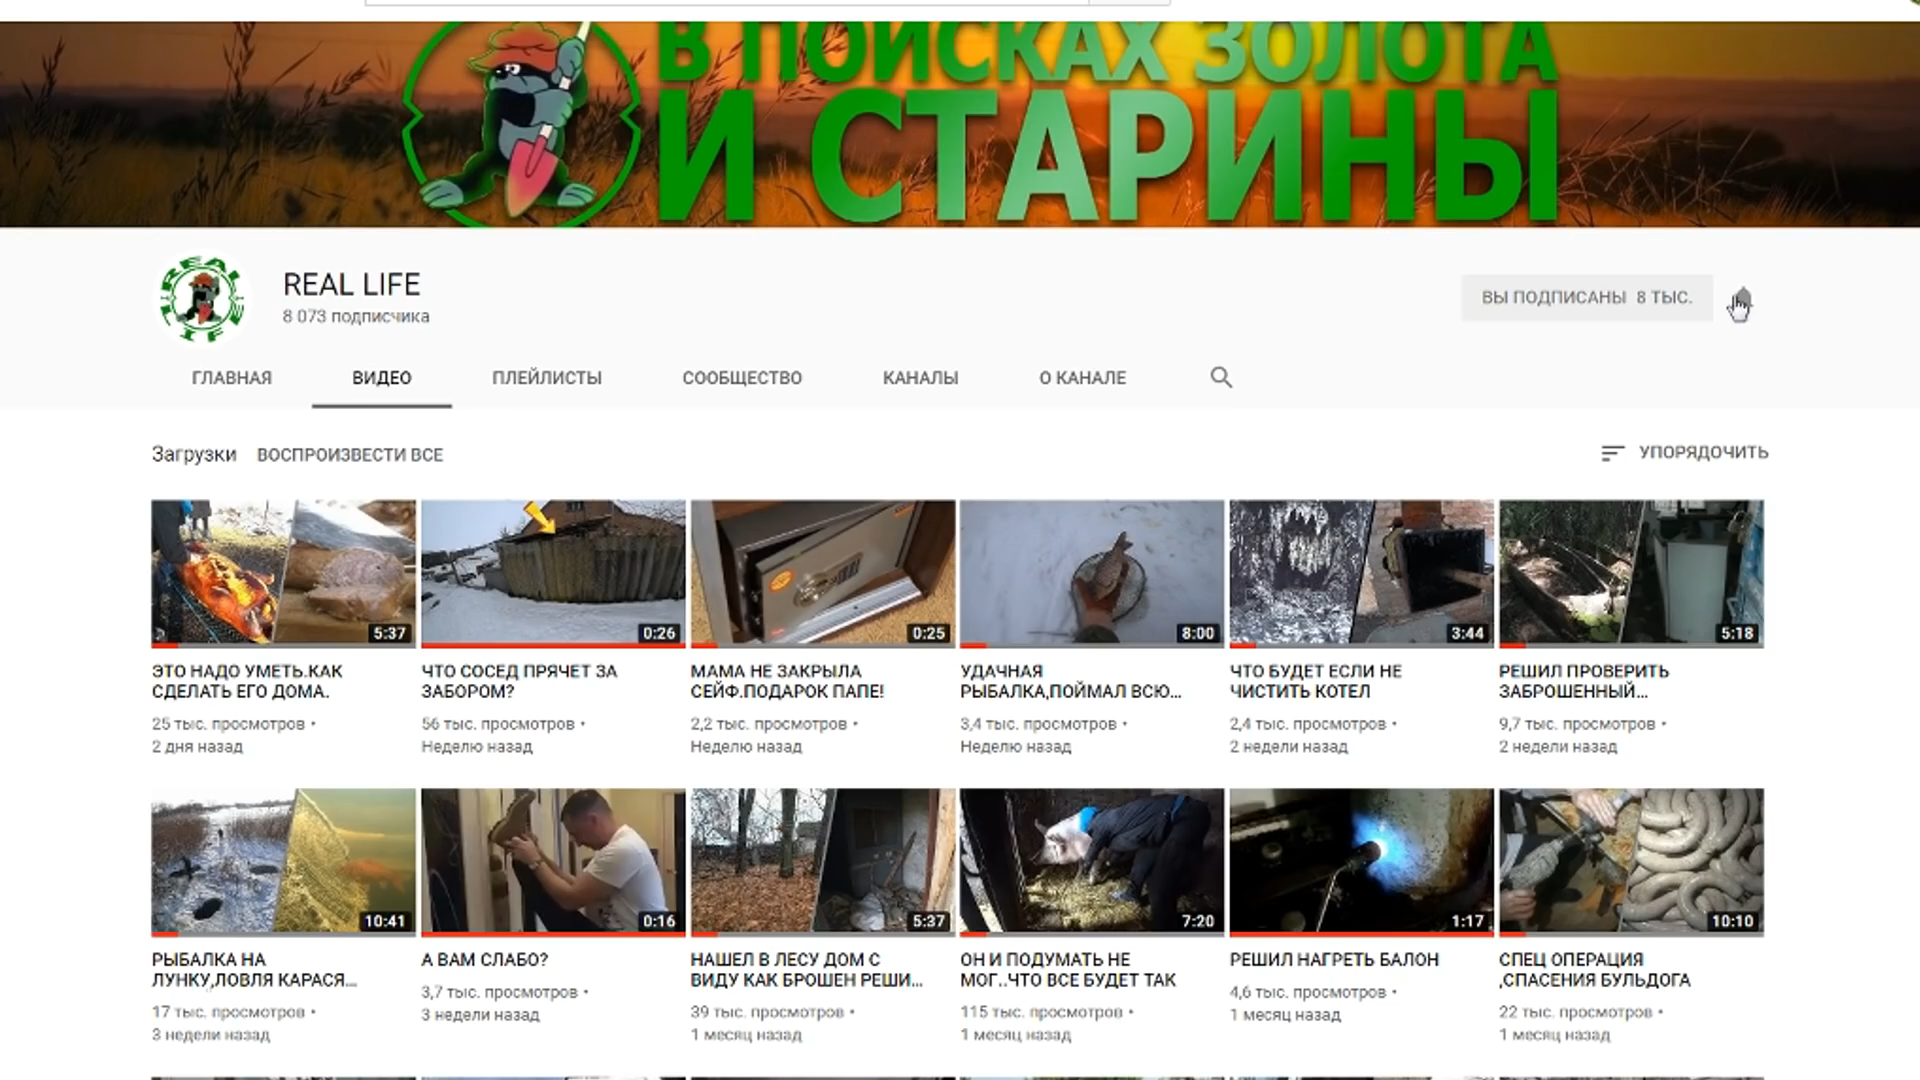 В ПОИСКАХ ЗОЛОТА
И СТАРИНЫ
REAL LIFE
REAL LIFE
8 073 подписчика
ВЫ ПОДПИСАНЫ 8 ТЫС.
ГЛАВНАЯ
ВИДЕО
ПЛЕЙЛИСТЫ
СООБЩЕСТВО
КАНАЛЫ
О КАНАЛЕ
Загрузки
ВОСПРОИЗВЕСТИ ВСЕ
УПОРЯДОЧИТЬ
5:37
0:26
0:25
8:00
3:44
5:18
ЭТО НАДО УМЕТЬ.КАК
СДЕЛАТЬ ЕГО ДОМА.
25 тыс. просмотров •
2 дня назад
ЧТО СОСЕД ПРЯЧЕТ ЗА
ЗАБОРОМ?
56 тыс. просмотров •
Неделю назад
МАМА НЕ ЗАКРЫЛА
СЕЙФ.ПОДАРОК ПАПЕ!
2,2 тыс. просмотров •
Неделю назад
УДАЧНАЯ
РЫБАЛКА,ПОЙМАЛ ВСЮ...
3,4 тыс. просмотров •
Неделю назад
ЧТО БУДЕТ ЕСЛИ НЕ
ЧИСТИТЬ КОТЕЛ
2,4 тыс. просмотров •
2 недели назад
РЕШИЛ ПРОВЕРИТЬ
ЗАБРОШЕННЫЙ...
9,7 тыс. просмотров •
2 недели назад
10:41
0:16
5:37
7:20
1:17
10:10
РЫБАЛКА НА
ЛУНКУ,ЛОВЛЯ КАРАСЯ...
17 тыс. просмотров •
3 недели назад
А ВАМ СЛАБО?
3,7 тыс. просмотров •
3 недели назад
НАШЕЛ В ЛЕСУ ДОМ С
ВИДУ КАК БРОШЕН РЕШИ...
39 тыс. просмотров •
1 месяц назад
ОН И ПОДУМАТЬ НЕ
МОГ..ЧТО ВСЕ БУДЕТ ТАК
115 тыс. просмотров •
1 месяц назад
РЕШИЛ НАГРЕТЬ БАЛОН
4,6 тыс. просмотров •
1 месяц назад
СПЕЦ ОПЕРАЦИЯ
,СПАСЕНИЯ БУЛЬДОГА
22 тыс. просмотров •
1 месяц назад